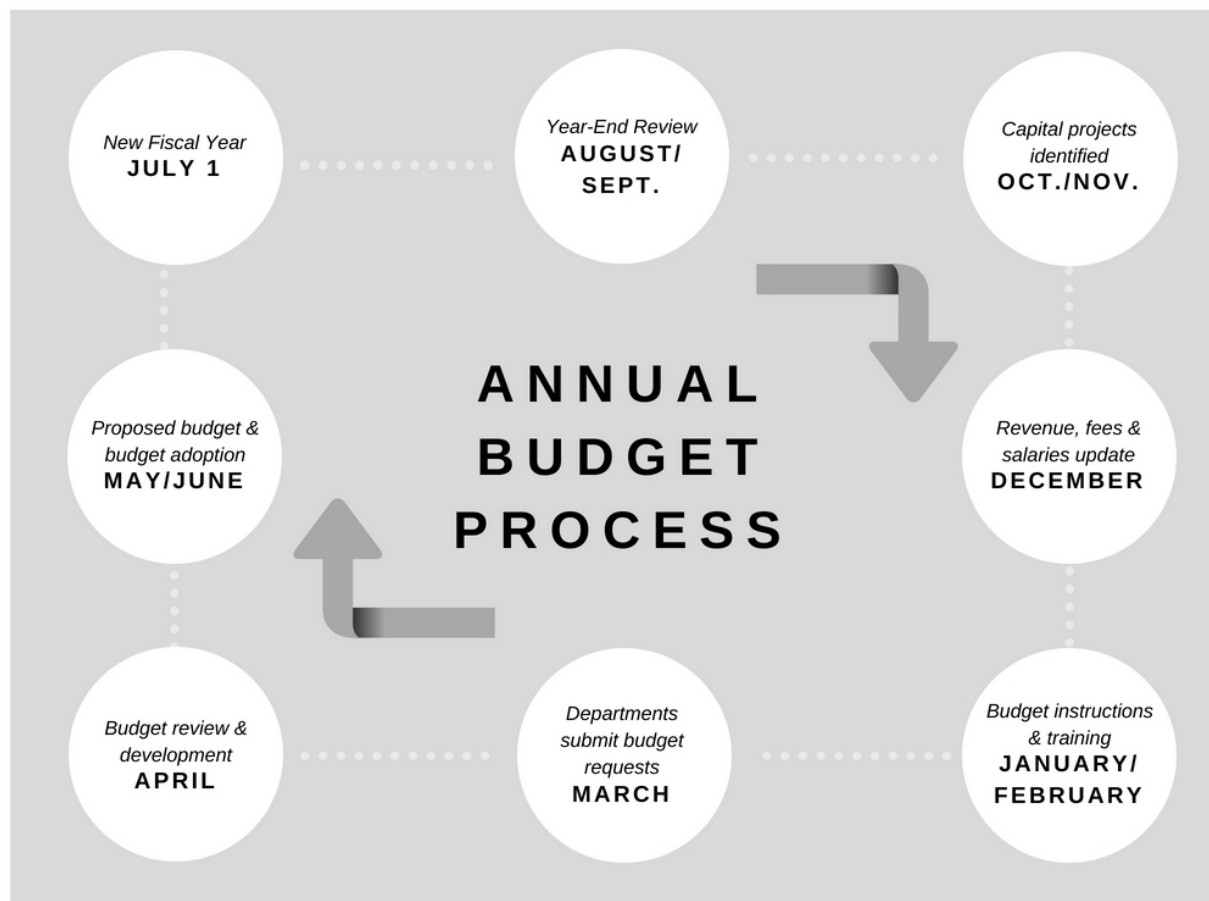 New Fiscal Year
JULY 1
Year-End Review
AUGUST/
SEPT.
Capital projects
identified
OCT./NOV.
ANNUAL
BUDGET
PROCESS
Revenue, fees &
salaries update
DECEMBER
Budget instructions
& training
JANUARY/
FEBRUARY
Departments
submit budget
requests
MARCH
Budget review &
development
APRIL
Proposed budget &
budget adoption
MAY/JUNE